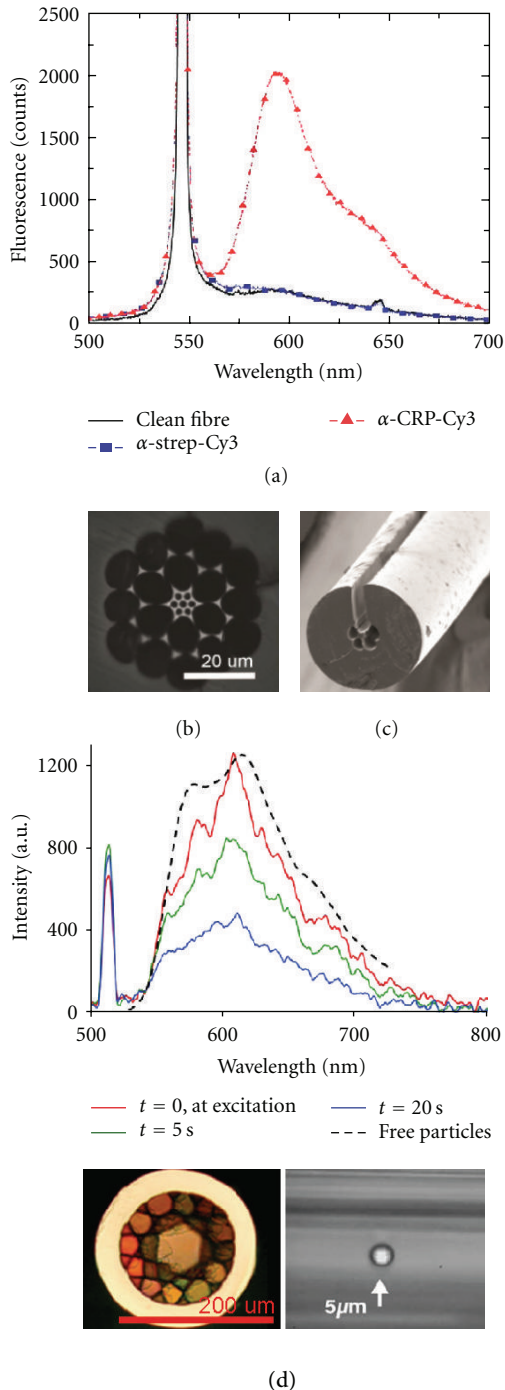 2500
2000
1500
1000
500
250
0
Fluorescence (counts)
500 550 600 650 700
Wavelength (nm)
Clean fibre
α-strep-Cy3
α-CRP-Cy3
(a)
20 um
(b)
(c)
1200
800
400
0
Intensity (a.u.)
500 600 700 800
Wavelength (nm)
t = 0, at excitation
t = 5 s
t = 20 s
Free particles
200 um
5µm
(d)